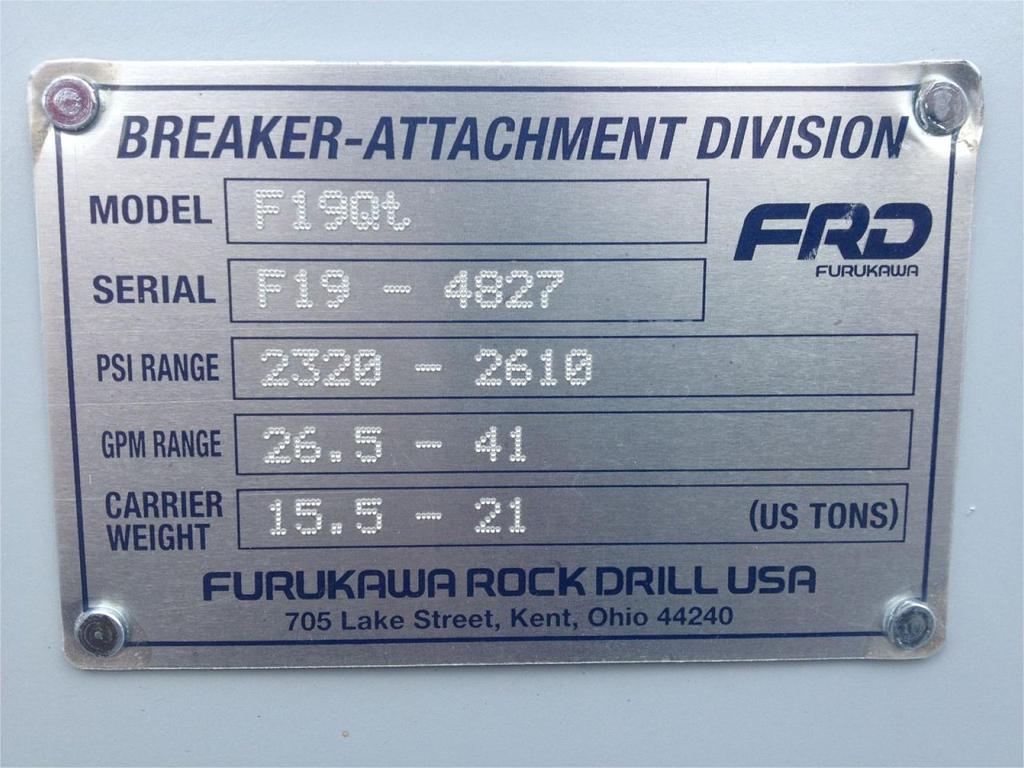 BREAKER-ATTACHMENT DIVISION
MODEL F19Qt
FRD
FURUKAWA
SERIAL F19 - 4827
PSI RANGE 2320 - 2610
GPM RANGE 26.5 - 41
CARRIER
WEIGHT 15.5 - 21 (US TONS)
FURUKAWA ROCK DRILL USA
705 Lake Street, Kent, Ohio 44240